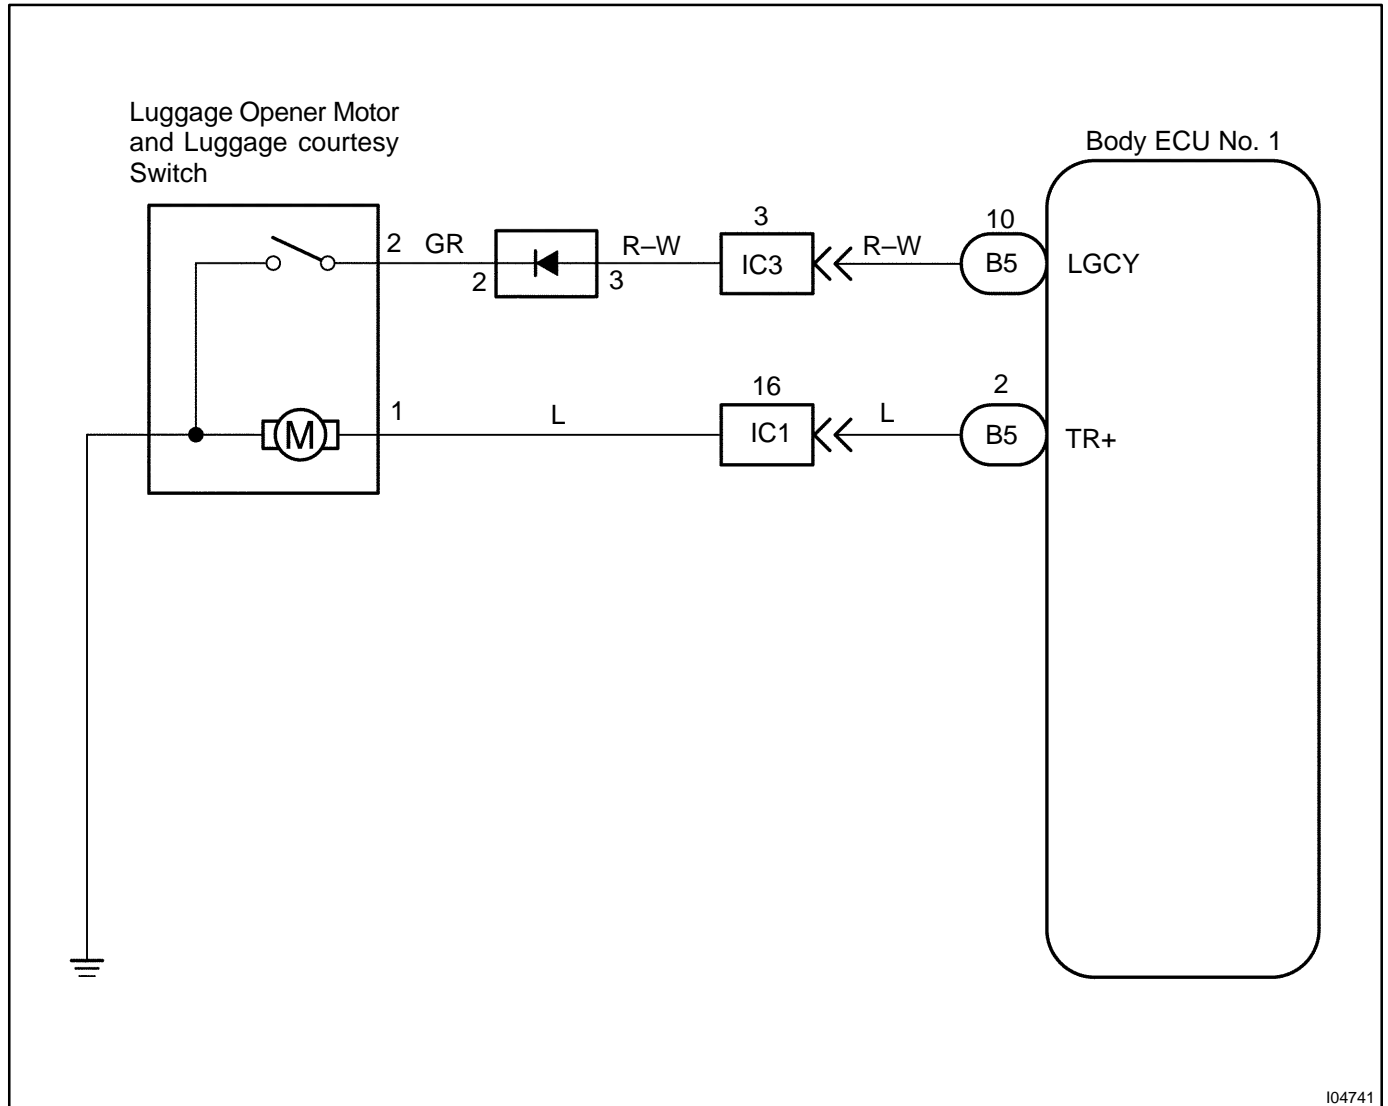 Luggage Opener Motor
and Luggage courtesy
Switch
Body ECU No. 1
2 GR 2 3 R–W 3 IC3 R–W 10 B5 LGCY
M 1 L 16 IC1 L 2 B5 TR+
I04741